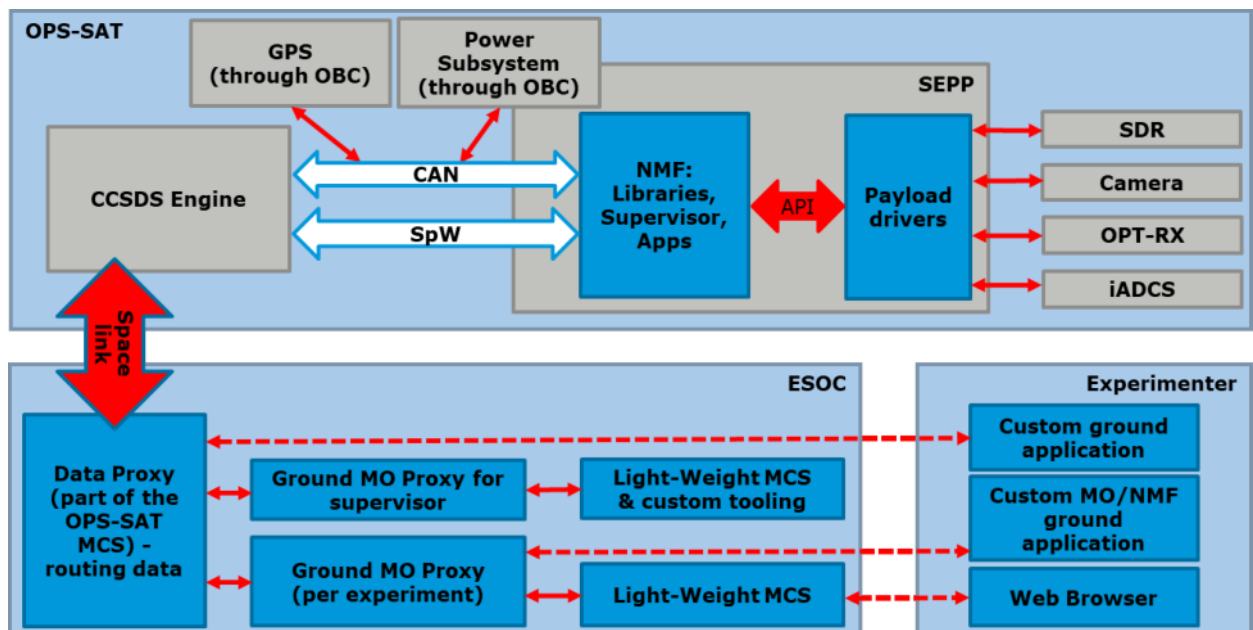 OPS-SAT
GPS
(through OBC)
Power
Subsystem
(through OBC)
SEPP
CCSDS Engine
CAN
SpW
NMF:
Libraries,
Supervisor,
Apps
API
Payload
drivers
SDR
Camera
OPT-RX
iADCS
Space
link
ESOC
Data Proxy
(part of the
OPS-SAT
MCS) -
routing data
Ground MO Proxy for
supervisor
Light-Weight MCS
& custom tooling
Ground MO Proxy
(per experiment)
Light-Weight MCS
Experimenter
Custom ground
application
Custom MO/NMF
ground
application
Web Browser